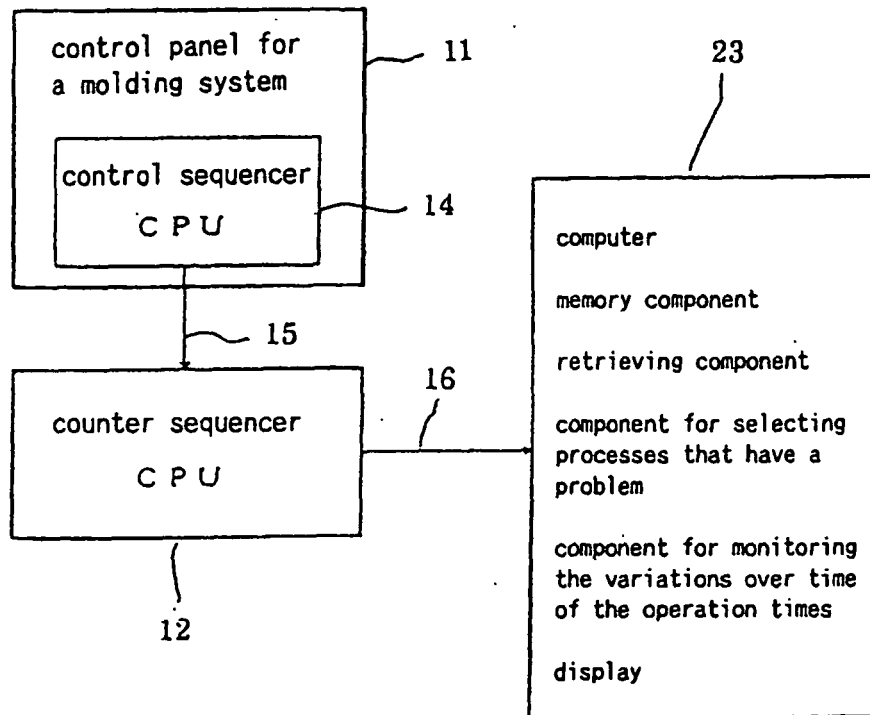 control panel for
a molding system
11
control sequencer
CPU
14
15
counter sequencer
CPU
12
16
23
computer
memory component
retrieving component
component for selecting
processes that have a
problem
component for monitoring
the variations over time
of the operation times
display